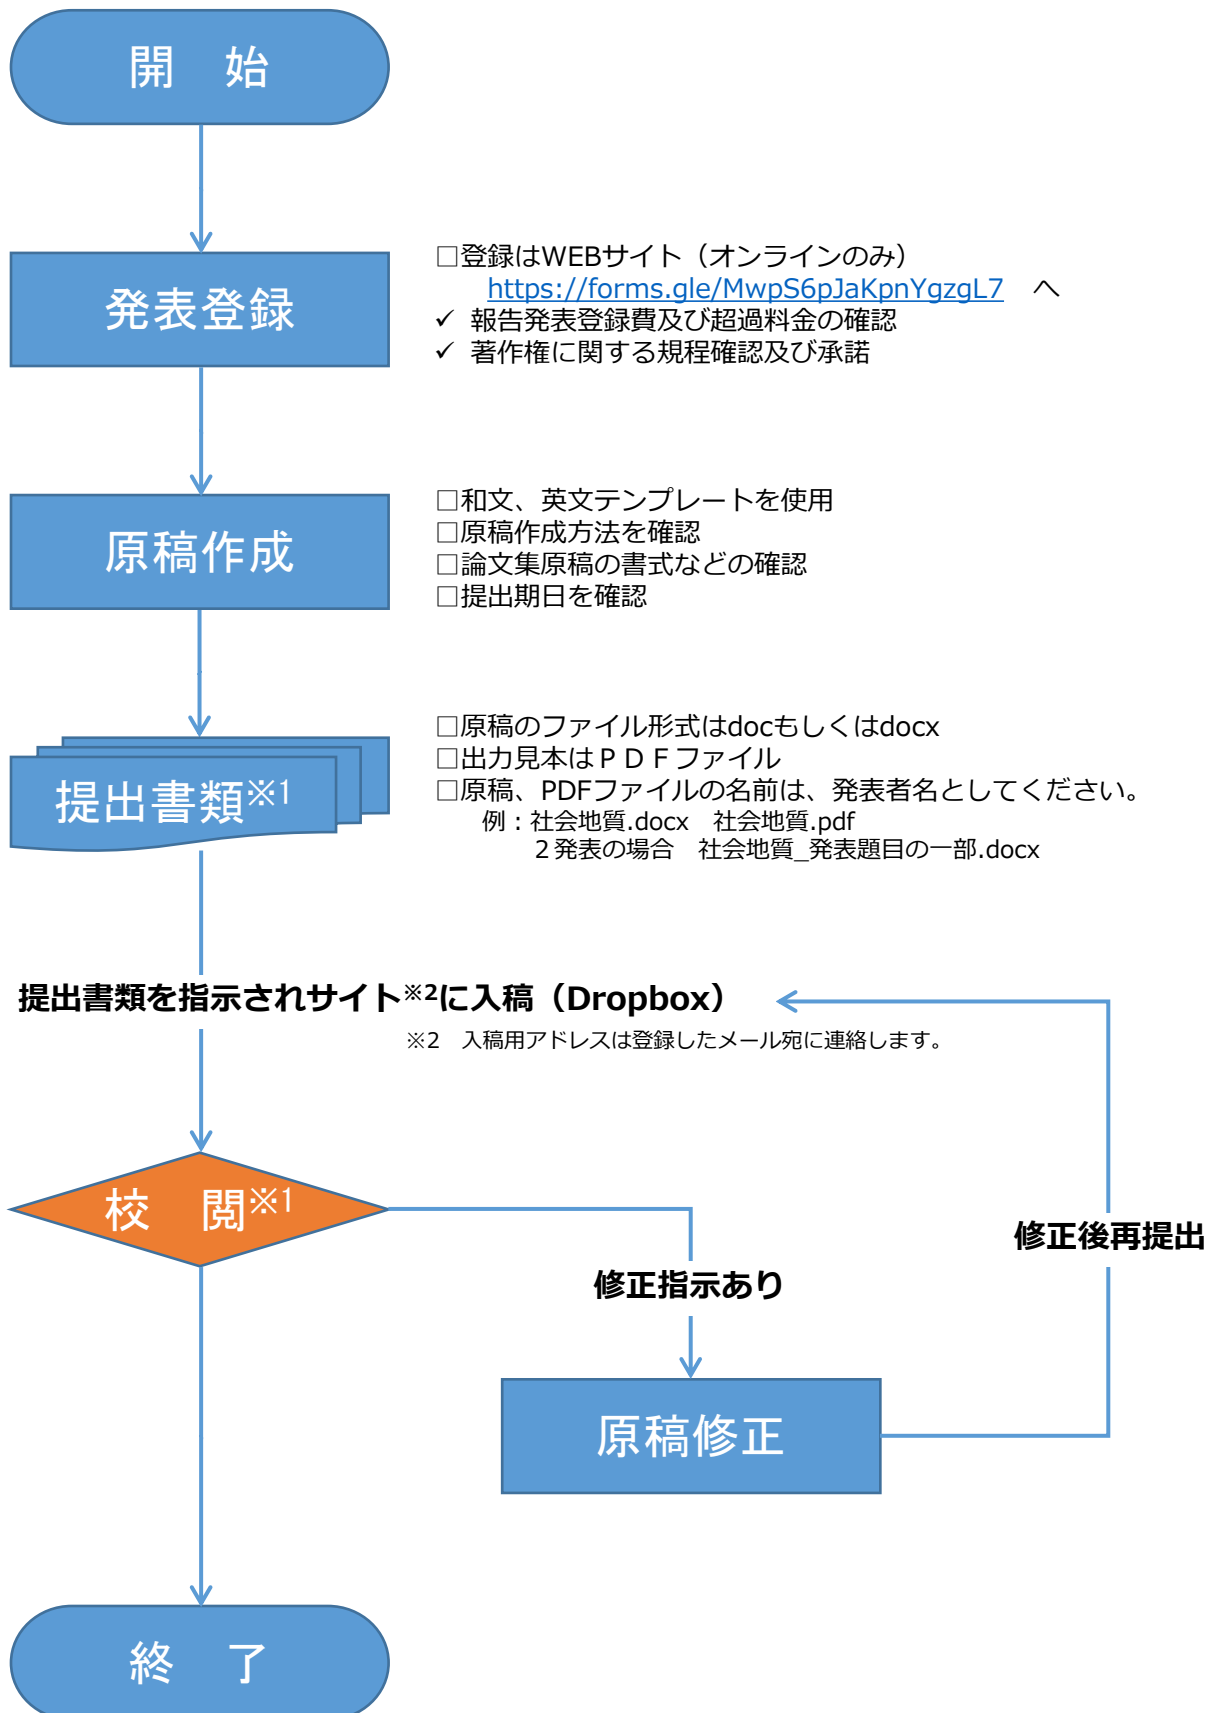 開　始
発表登録
□登録はWEBサイト（オンラインのみ）
https://forms.gle/MwpS6pJaKpnYgzgL7　へ
✓ 報告発表登録費及び超過料金の確認
✓ 著作権に関する規程確認及び承諾
原稿作成
□和文、英文テンプレートを使用
□原稿作成方法を確認
□論文集原稿の書式などの確認
□提出期日を確認
提出書類※1
□原稿のファイル形式はdocもしくはdocx
□出力見本はＰＤＦファイル
□原稿、PDFファイルの名前は、発表者名としてください。
例：社会地質.docx　社会地質.pdf
２発表の場合　社会地質_発表題目の一部.docx
提出書類を指示されサイト※2に入稿（Dropbox）
※2　入稿用アドレスは登録したメール宛に連絡します。
校　閲※1
修正後再提出
修正指示あり
原稿修正
終　了